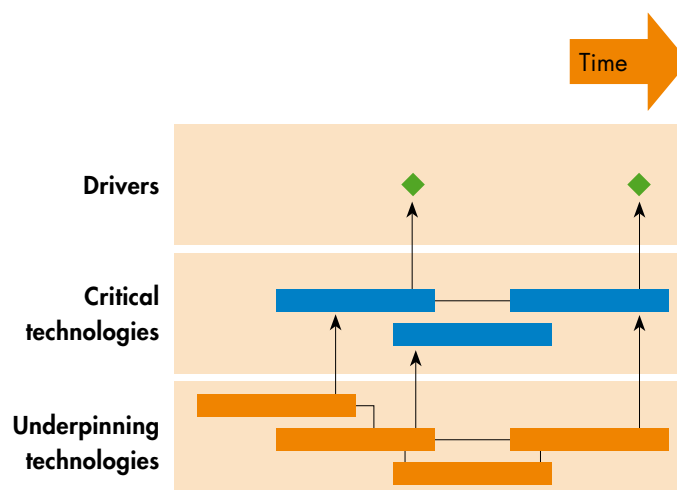 Time
Drivers
Critical
technologies
Underpinning
technologies